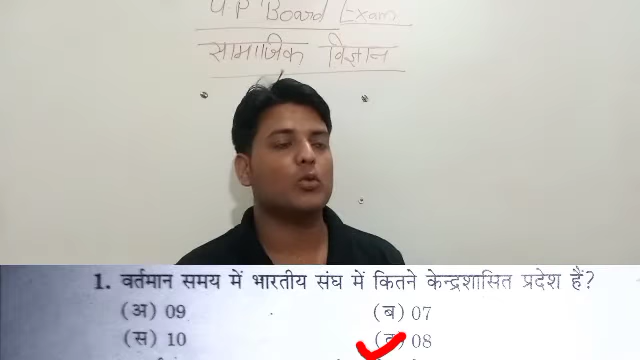 UP Board Exam
सामाजिक विज्ञान
1. वर्तमान समय में भारतीय संघ में कितने केन्द्रशासित प्रदेश हैं?
(अ) 09 (ब) 07
(स) 10 (द) 08